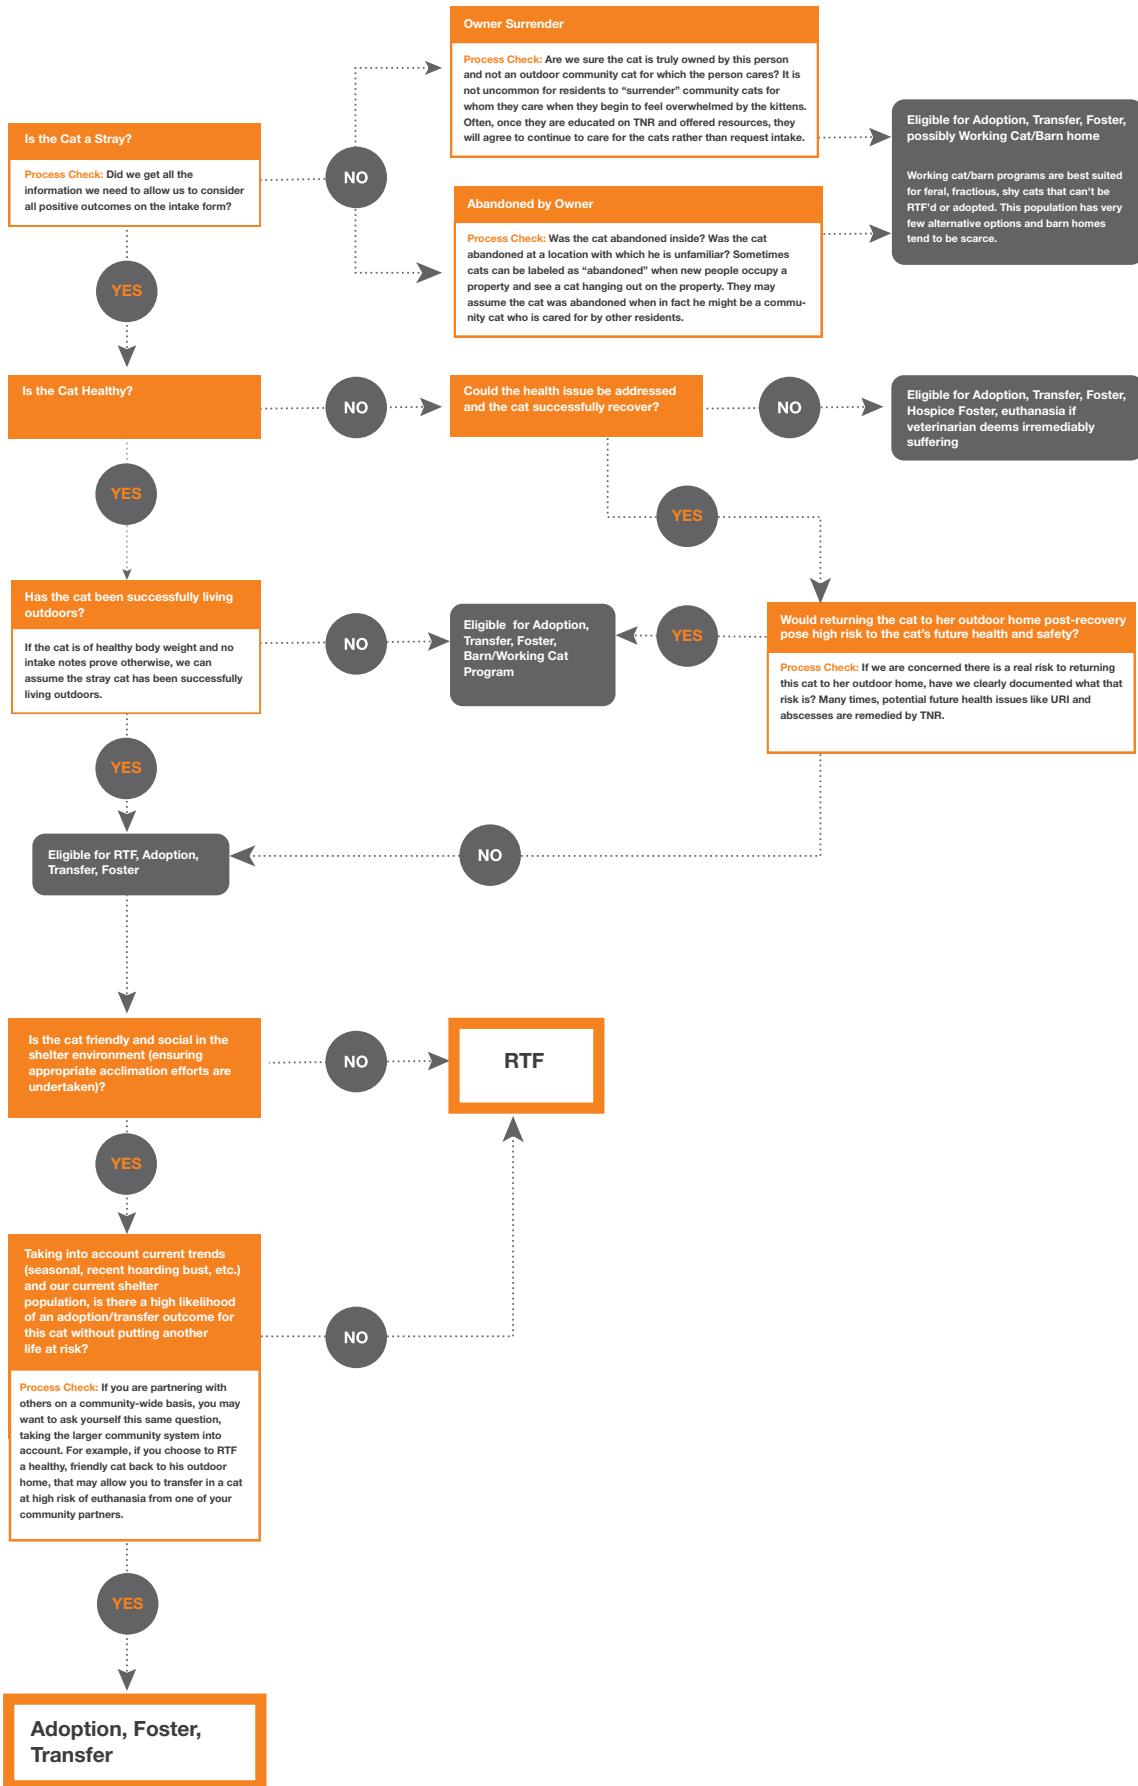 Owner Surrender
Process Check: Are we sure the cat is truly owned by this person
and not an outdoor community cat for which the person cares? It is
not uncommon for residents to “surrender” community cats for
whom they care when they begin to feel overwhelmed by the kittens.
Often, once they are educated on TNR and offered resources, they
will agree to continue to care for the cats rather than request intake.
Is the Cat a Stray?
Process Check: Did we get all the
information we need to allow us to consider
all positive outcomes on the intake form?
NO
Eligible for Adoption, Transfer, Foster,
possibly Working Cat/Barn home
Working cat/barn programs are best suited
for feral, fractious, shy cats that can’t be
RTF’d or adopted. This population has very
few alternative options and barn homes
tend to be scarce.
Abandoned by Owner
Process Check: Was the cat abandoned inside? Was the cat
abandoned at a location with which he is unfamiliar? Sometimes
cats can be labeled as “abandoned” when new people occupy a
property and see a cat hanging out on the property. They may
assume the cat was abandoned when in fact he might be a commu-
nity cat who is cared for by other residents.
YES
Is the Cat Healthy?
NO
Could the health issue be addressed
and the cat successfully recover?
NO
Eligible for Adoption, Transfer, Foster,
Hospice Foster, euthanasia if
veterinarian deems irremediably
suffering
YES
YES
Has the cat been successfully living
outdoors?
If the cat is of healthy body weight and no
intake notes prove otherwise, we can
assume the stray cat has been successfully
living outdoors.
NO
Eligible for Adoption,
Transfer, Foster,
Barn/Working Cat
Program
YES
Would returning the cat to her outdoor home post-recovery
pose high risk to the cat’s future health and safety?
Process Check: If we are concerned there is a real risk to returning
this cat to her outdoor home, have we clearly documented what that
risk is? Many times, potential future health issues like URI and
abscesses are remedied by TNR.
YES
Eligible for RTF, Adoption,
Transfer, Foster
NO
Is the cat friendly and social in the
shelter environment (ensuring
appropriate acclimation efforts are
undertaken)?
NO
RTF
YES
Taking into account current trends
(seasonal, recent hoarding bust, etc.)
and our current shelter
population, is there a high likelihood
of an adoption/transfer outcome for
this cat without putting another
life at risk?
NO
Process Check: If you are partnering with
others on a community-wide basis, you may
want to ask yourself this same question,
taking the larger community system into
account. For example, if you choose to RTF
a healthy, friendly cat back to his outdoor
home, that may allow you to transfer in a cat
at high risk of euthanasia from one of your
community partners.
YES
Adoption, Foster,
Transfer